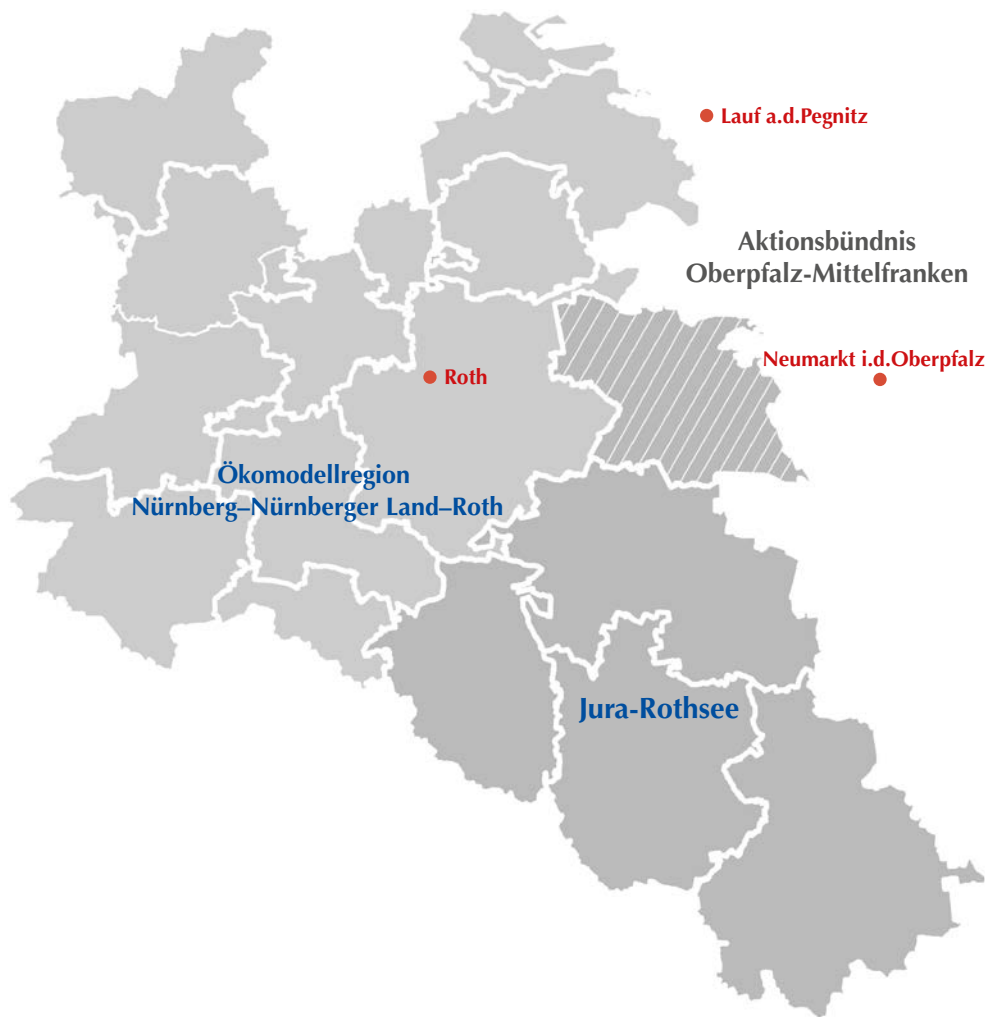 Lauf a.d.Pegnitz
Aktionsbündnis
Oberpfalz-Mittelfranken
Neumarkt i.d.Oberpfalz
Roth
Ökomodellregion
Nürnberg–Nürnberger Land–Roth
Jura-Rothsee